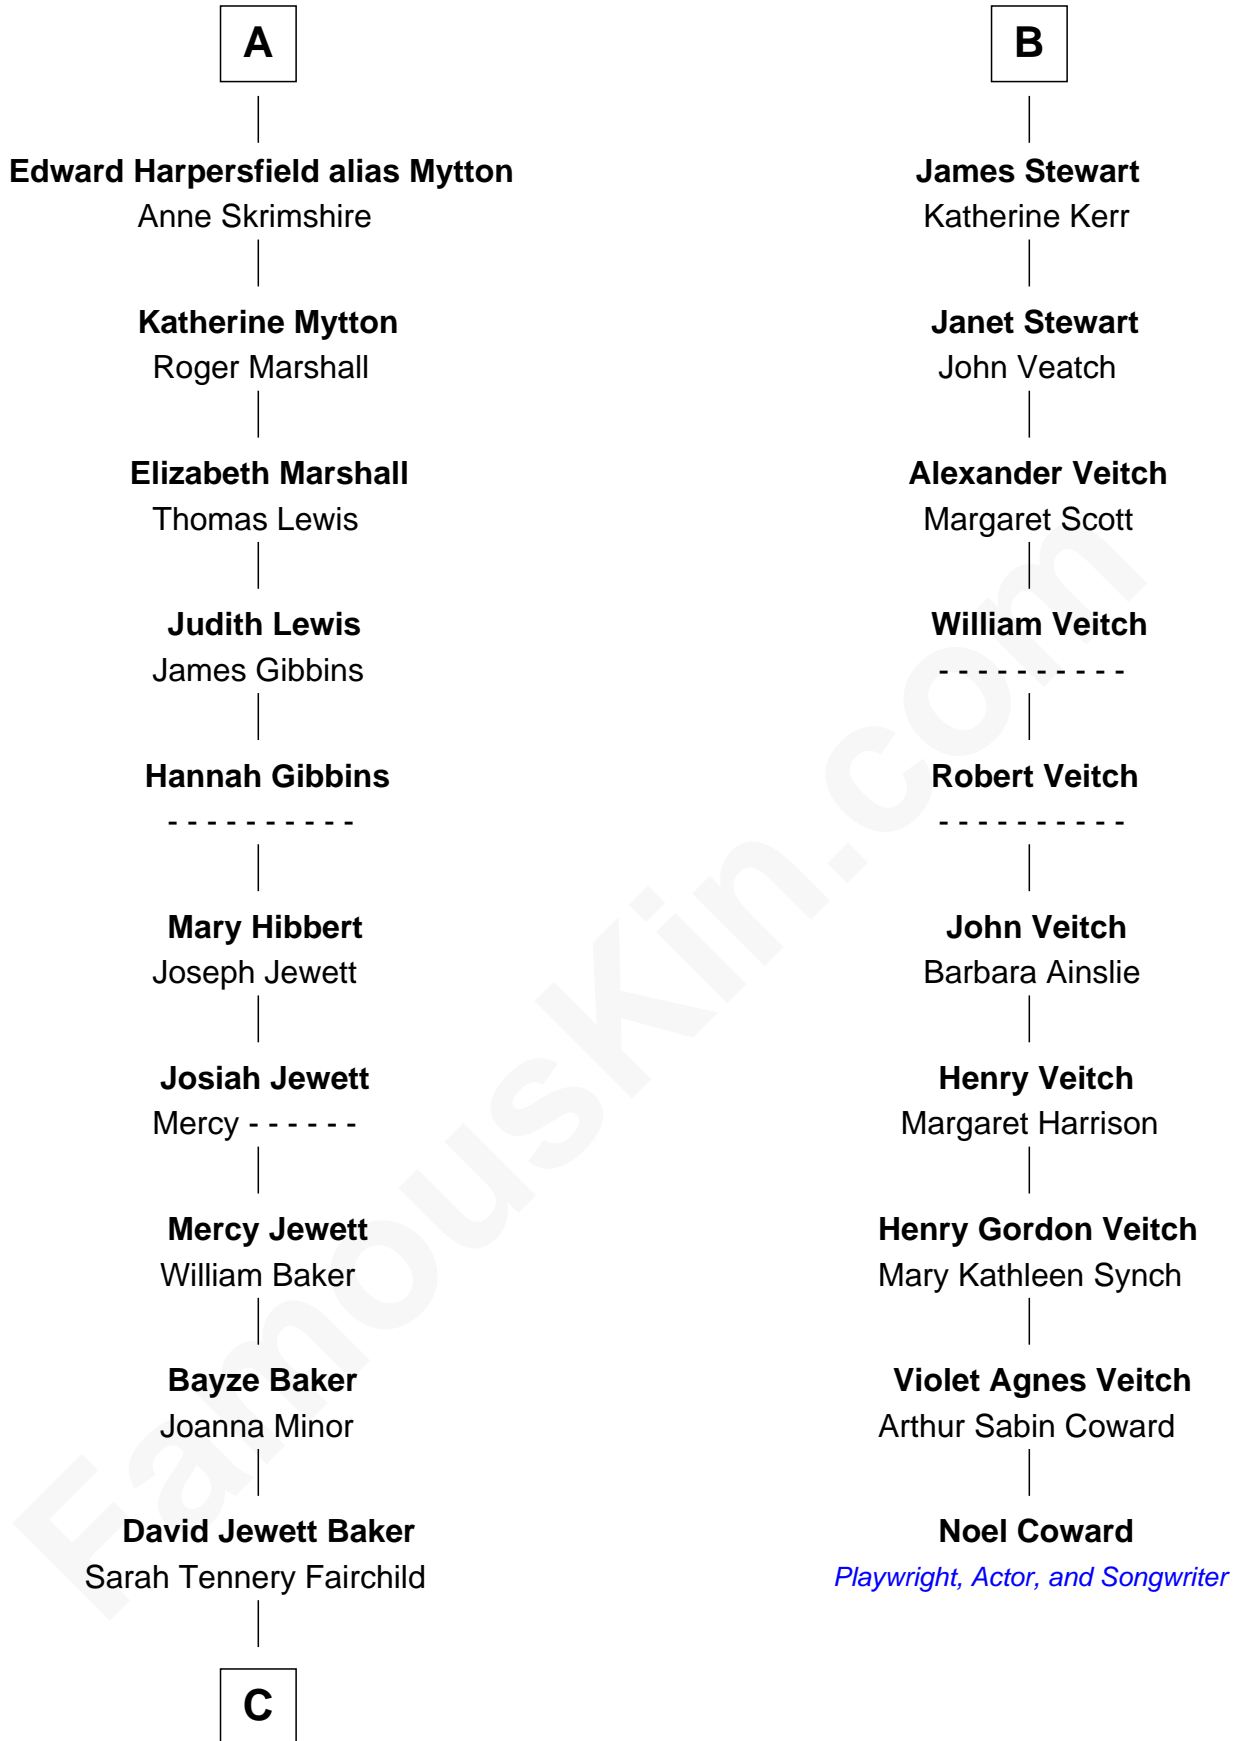 A
Edward Harpersfield alias Mytton
Anne Skrimshire
Katherine Mytton
Roger Marshall
Elizabeth Marshall
Thomas Lewis
Judith Lewis
James Gibbins
Hannah Gibbins
- - - - - - - - - -
Mary Hibbert
Joseph Jewett
Josiah Jewett
Mercy - - - - - -
Mercy Jewett
William Baker
Bayze Baker
Joanna Minor
David Jewett Baker
Sarah Tennery Fairchild
C
B
James Stewart
Katherine Kerr
Janet Stewart
John Veatch
Alexander Veitch
Margaret Scott
William Veitch
- - - - - - - - - -
Robert Veitch
- - - - - - - - - -
John Veitch
Barbara Ainslie
Henry Veitch
Margaret Harrison
Henry Gordon Veitch
Mary Kathleen Synch
Violet Agnes Veitch
Arthur Sabin Coward
Noel Coward
Playwright, Actor, and Songwriter
FamousKin.com